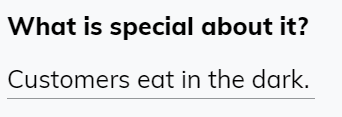 What is special about it?
Customers eat in the dark.